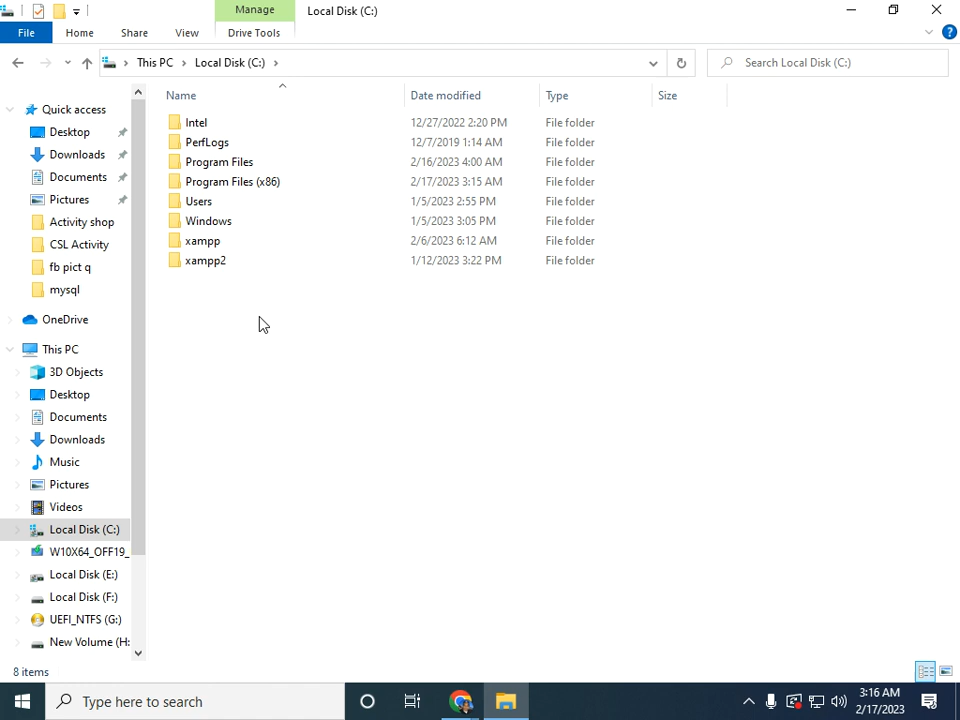 Manage
Local Disk (C:)
File
Home
Share
View
Drive Tools
This PC
Local Disk (C:)
Search Local Disk (C:)
Name
Date modified
Type
Size
Intel 12/27/2022 2:20 PM File folder
PerfLogs 12/7/2019 1:14 AM File folder
Program Files 2/16/2023 4:00 AM File folder
Program Files (x86) 2/17/2023 3:15 AM File folder
Users 1/5/2023 2:55 PM File folder
Windows 1/5/2023 3:05 PM File folder
xampp 2/6/2023 6:12 AM File folder
xampp2 1/12/2023 3:22 PM File folder
Quick access
Desktop
Downloads
Documents
Pictures
Activity shop
CSL Activity
fb pict q
mysql
OneDrive
This PC
3D Objects
Desktop
Documents
Downloads
Music
Pictures
Videos
Local Disk (C:)
W10X64_OFF19_
Local Disk (E:)
Local Disk (F:)
UEFI_NTFS (G:)
New Volume (H:
8 items
Type here to search
3:16 AM
2/17/2023